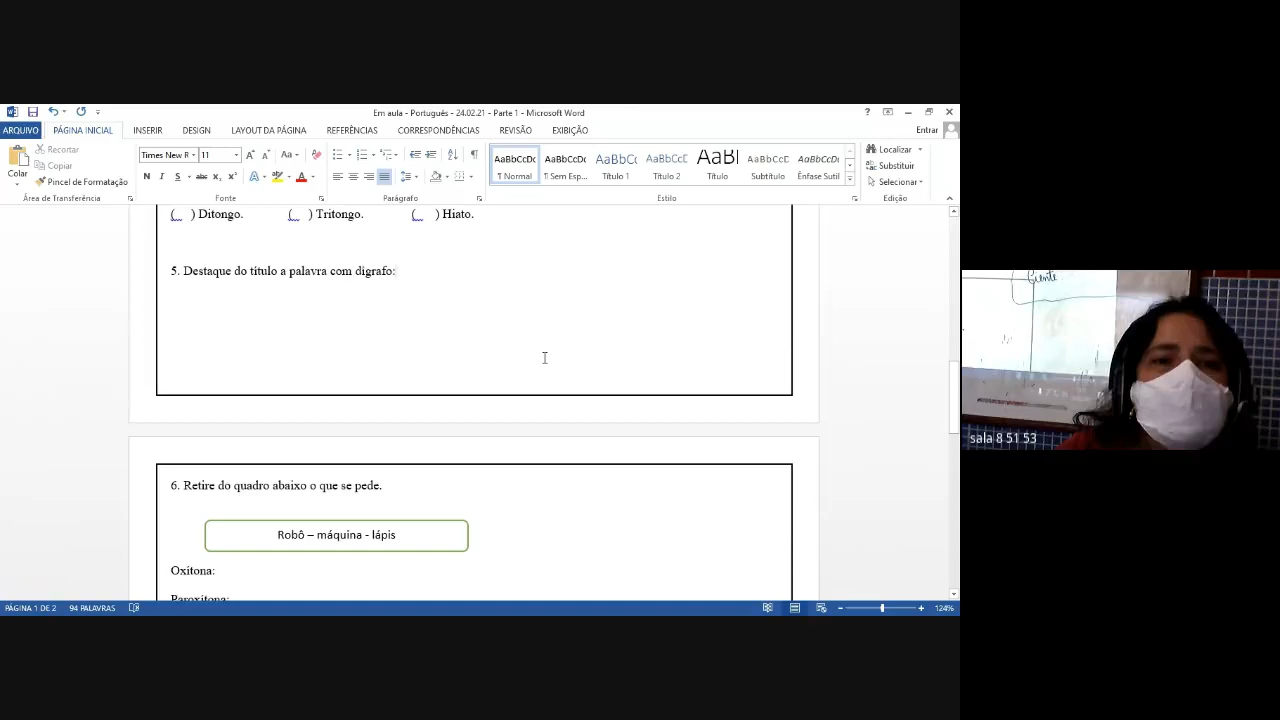 Em aula - Português - 24.02.21 - Parte 1 - Microsoft Word
ARQUIVO PÁGINA INICIAL INSERIR DESIGN LAYOUT DA PÁGINA REFERÊNCIAS CORRESPONDÊNCIAS REVISÃO EXIBIÇÃO Entrar
Colar
Recortar
Copiar
Pincel de Formatação
Área de Transferência
Times New R 11
N I S
Fonte
Parágrafo
AaBbCcDc AaBbCcDc AaBbCc AaBbCcD AaBl AaBbCcD AaBbCcDc
¶ Normal ¶ Sem Esp... Título 1 Título 2 Título Subtítulo Ênfase Sutil
Estilo
Localizar
Substituir
Selecionar
Edição
( ) Ditongo. ( ) Tritongo. ( ) Hiato.
5. Destaque do título a palavra com dígrafo:
6. Retire do quadro abaixo o que se pede.
Robô – máquina - lápis
Oxítona:
Paroxítona:
PÁGINA 1 DE 2 94 PALAVRAS 124%
sala 8 51 53